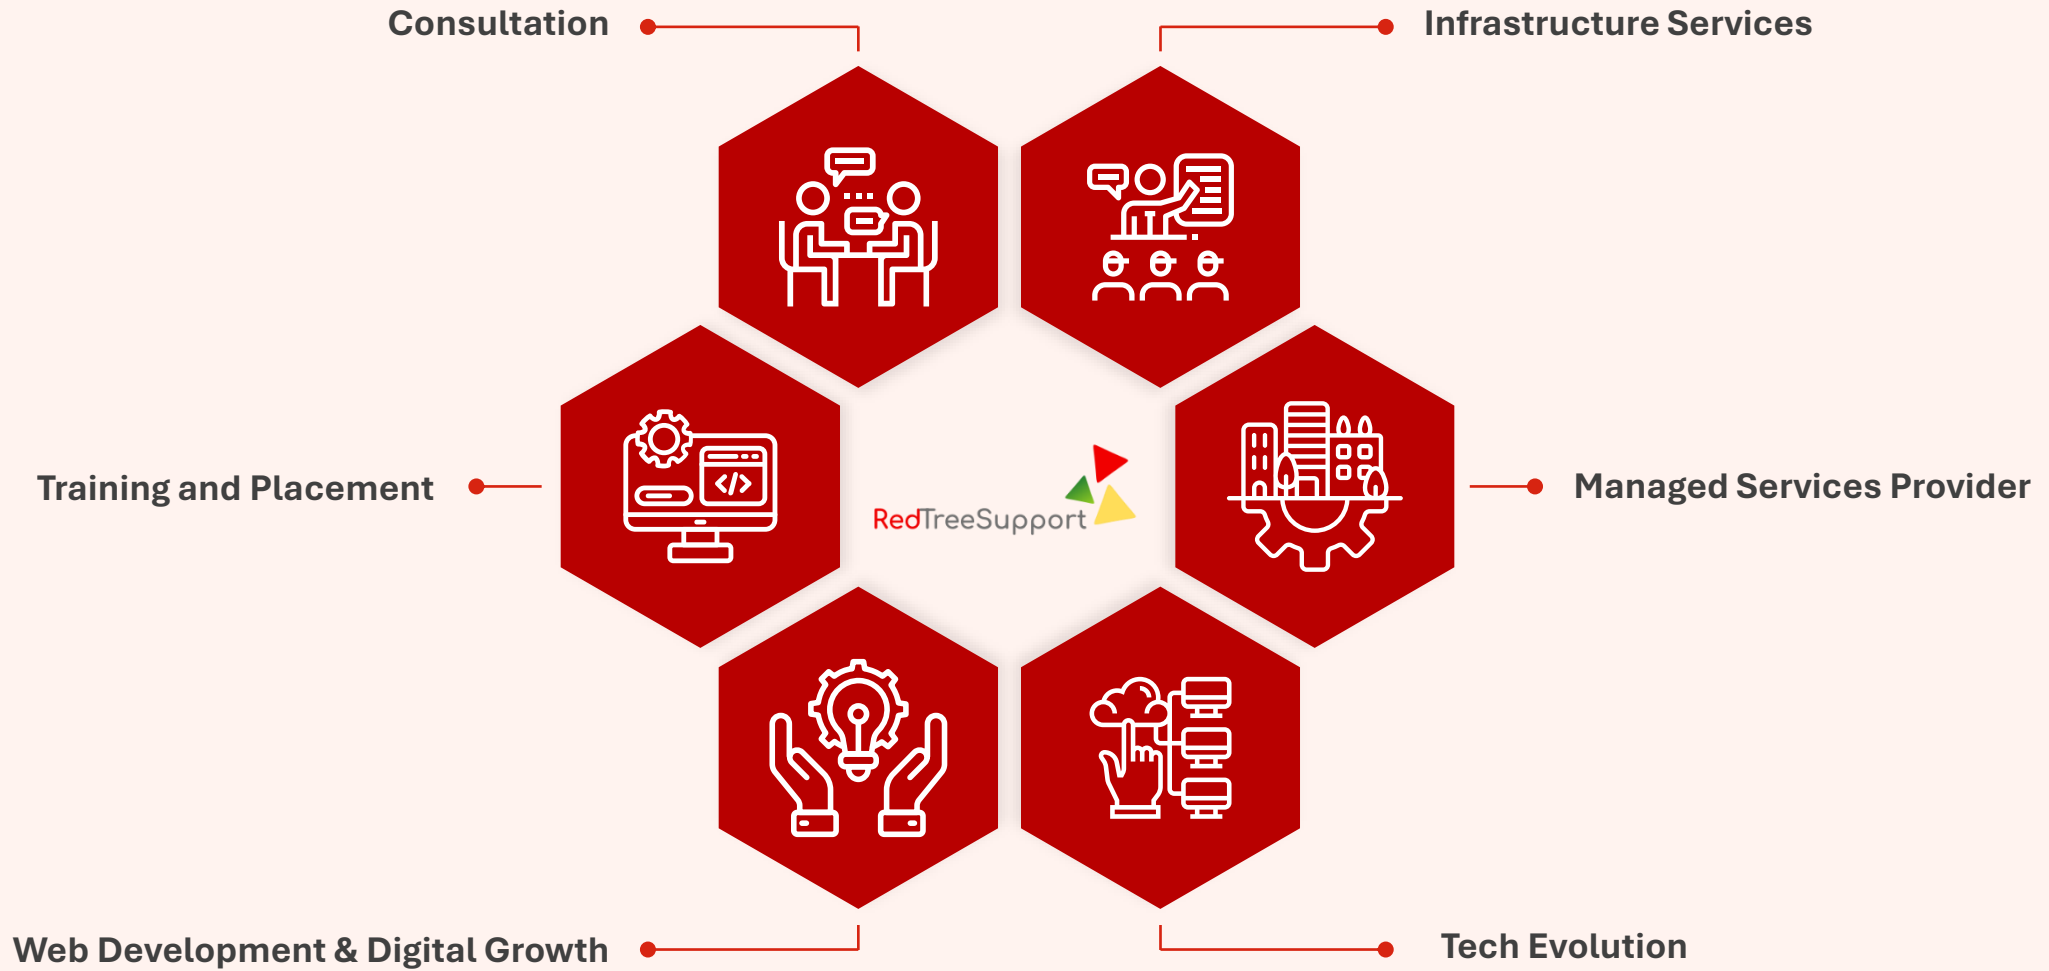 Consultation
Infrastructure Services
Training and Placement
RedTreeSupport
Managed Services Provider
Web Development & Digital Growth
Tech Evolution